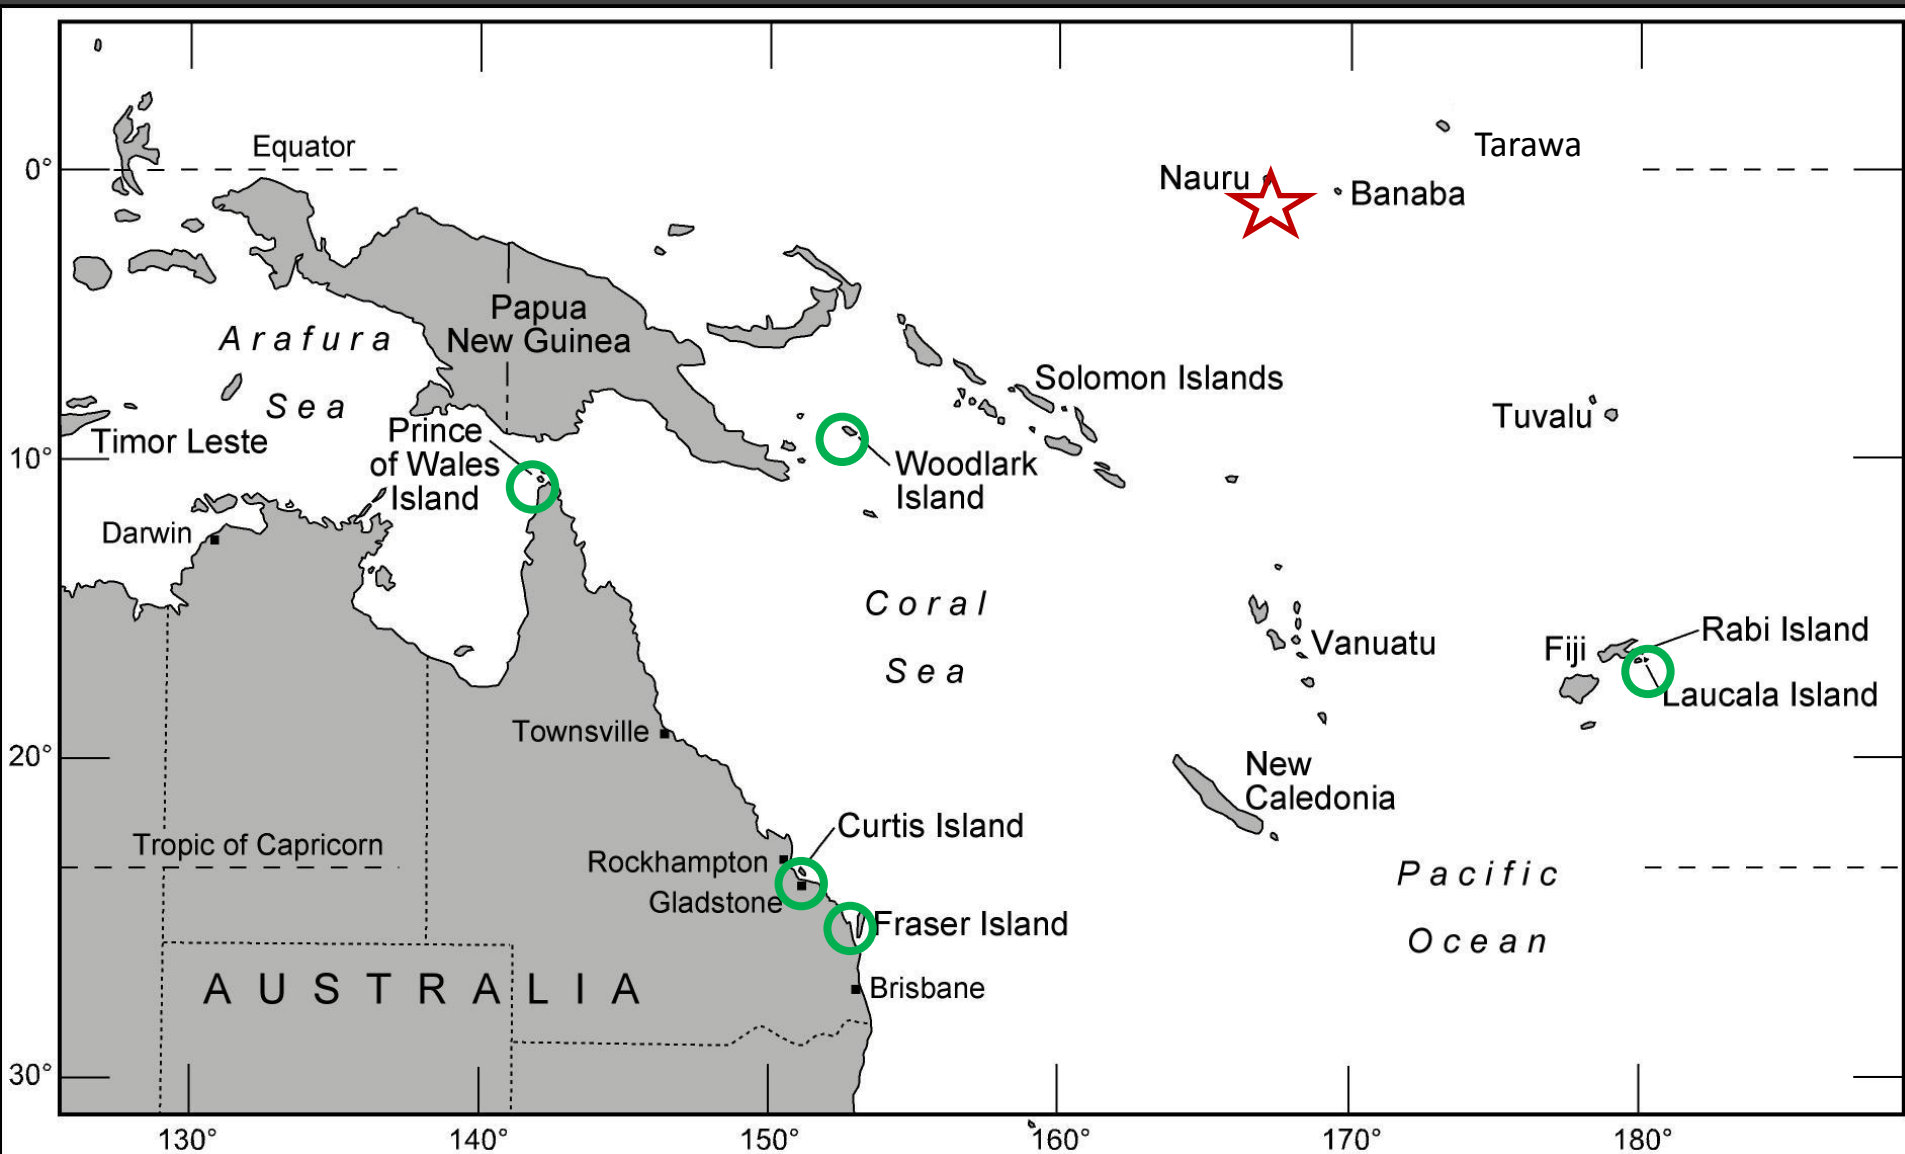 Equator
0°
Tarawa
Nauru
Banaba
Papua
New Guinea
Arafura
Sea
Solomon Islands
Tuvalu
Timor Leste
Prince
of Wales
Island
10°
Woodlark
Island
Darwin
Coral
Sea
Vanuatu
Fiji
Rabi Island
Laucala Island
Townsville
20°
New
Caledonia
Curtis Island
Tropic of Capricorn
Rockhampton
Gladstone
Pacific
Ocean
Fraser Island
AUSTRALIA
Brisbane
30°
130°
140°
150°
160°
170°
180°